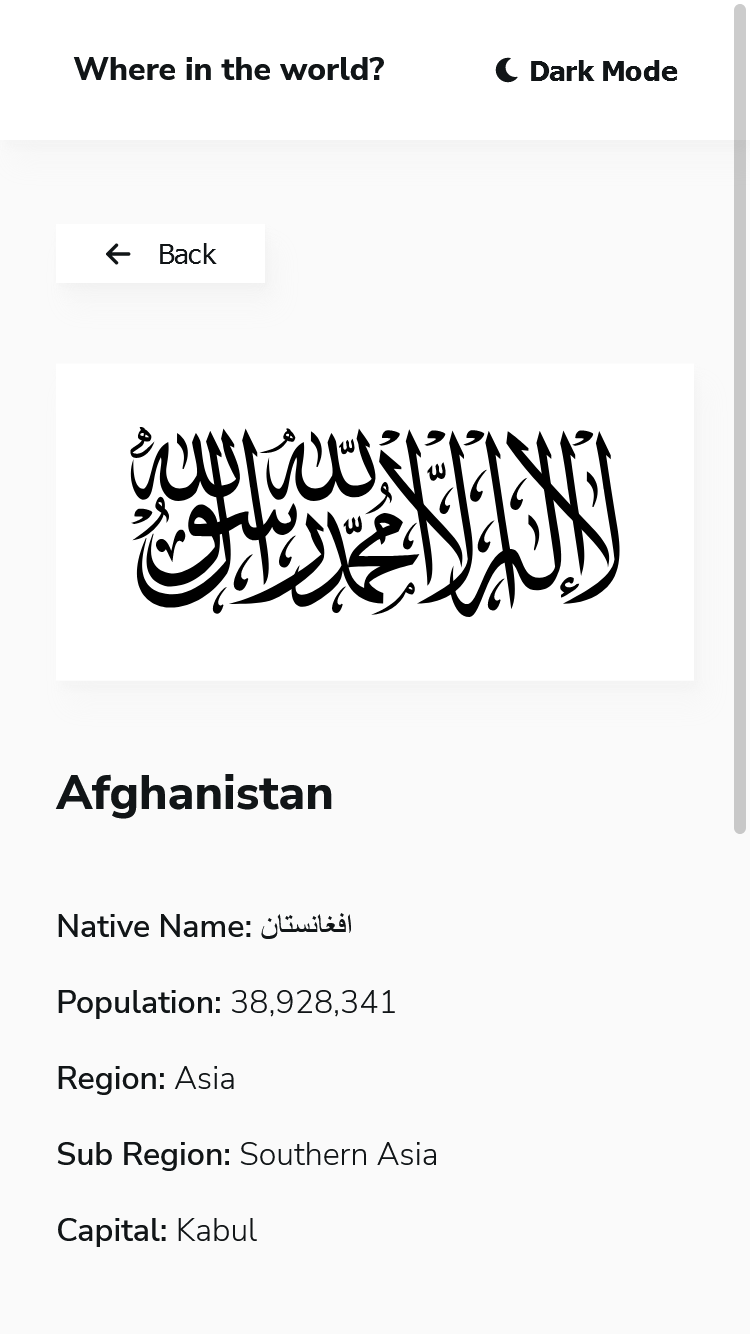 Where in the world?
Dark Mode
Back
لا إله إلا الله محمد رسول الله
Afghanistan
Native Name: افغانستان
Population: 38,928,341
Region: Asia
Sub Region: Southern Asia
Capital: Kabul